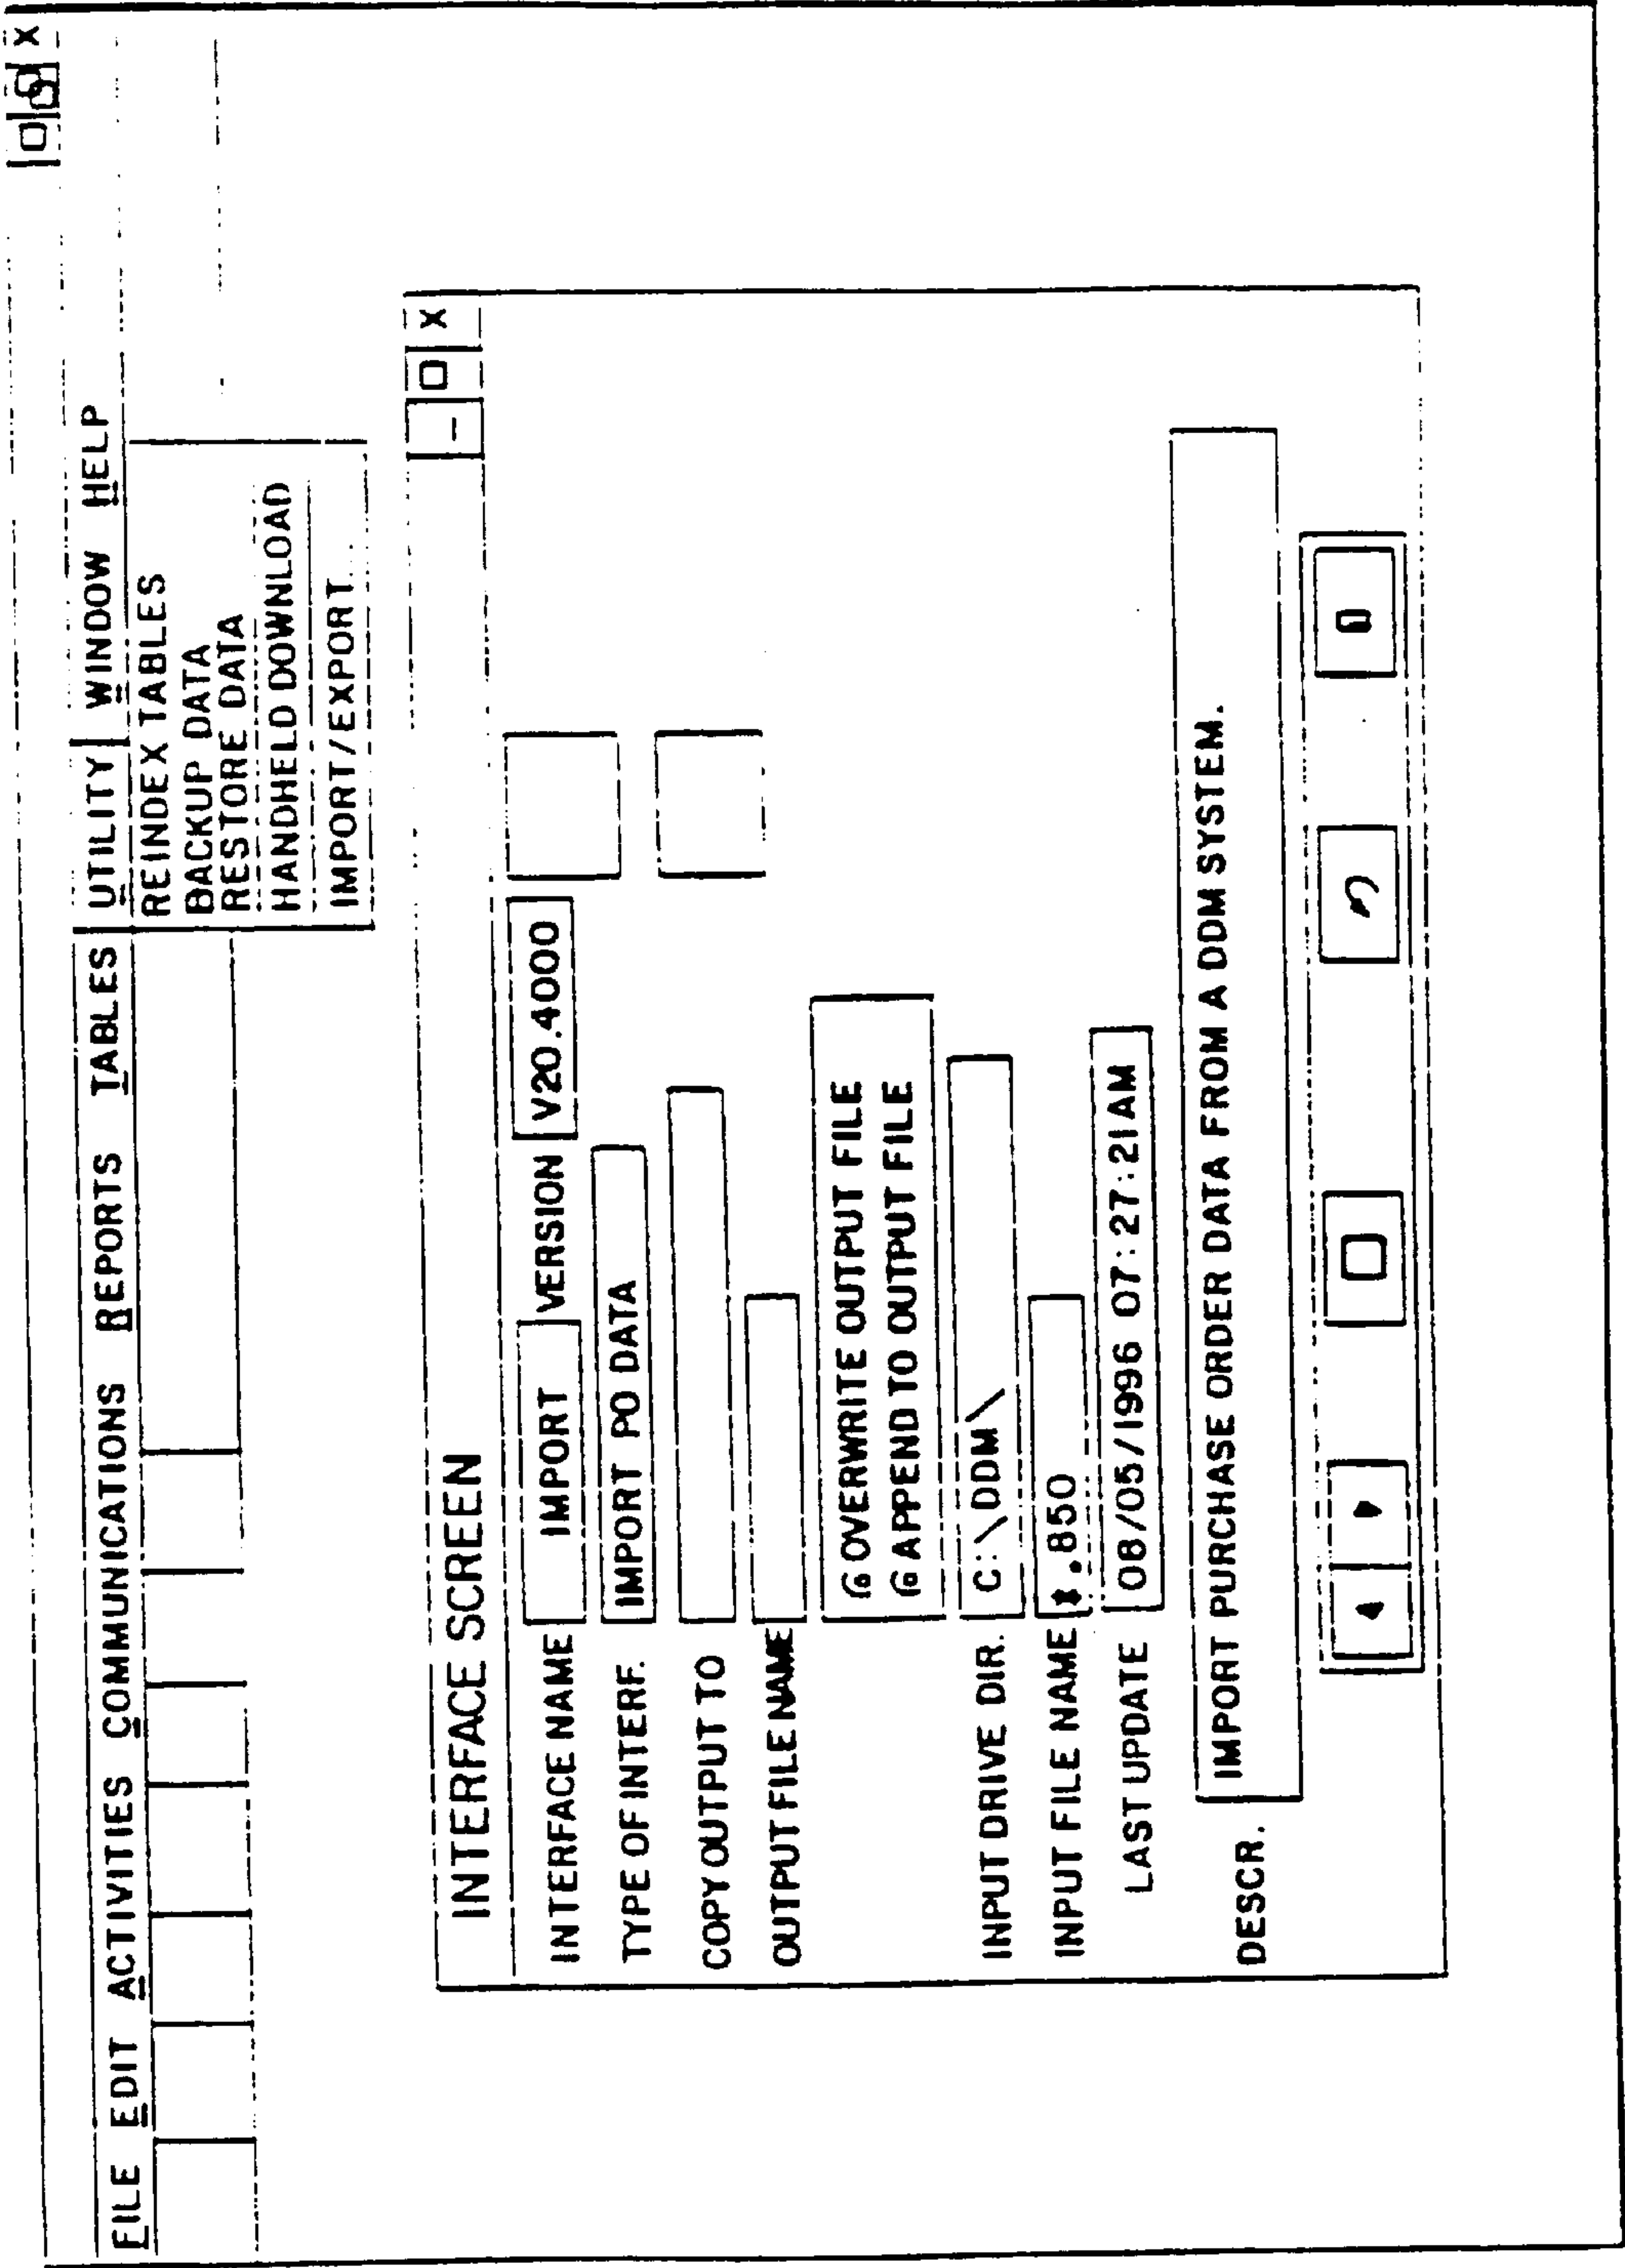 FILE EDIT ACTIVITIES COMMUNICATIONS REPORTS TABLES UTILITY WINDOW HELP
REINDEX TABLES
BACKUP DATA
RESTORE DATA
HANDHELD DOWNLOAD
IMPORT/EXPORT...
INTERFACE SCREEN
INTERFACE NAME IMPORT VERSION V20.4000
TYPE OF INTERF. IMPORT PO DATA
COPY OUTPUT TO
OUTPUT FILE NAME
OVERWRITE OUTPUT FILE
APPEND TO OUTPUT FILE
INPUT DRIVE DIR. C:\DDM\
INPUT FILE NAME *.850
LAST UPDATE 08/05/1996 07:27:21AM
DESCR. IMPORT PURCHASE ORDER DATA FROM A DDM SYSTEM.